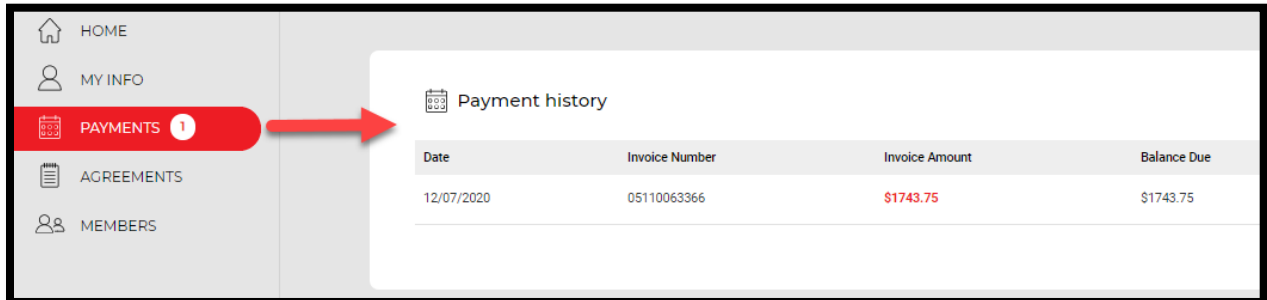 HOME
MY INFO
PAYMENTS 1
AGREEMENTS
MEMBERS
Payment history
Date Invoice Number Invoice Amount Balance Due
12/07/2020 05110063366 $1743.75 $1743.75